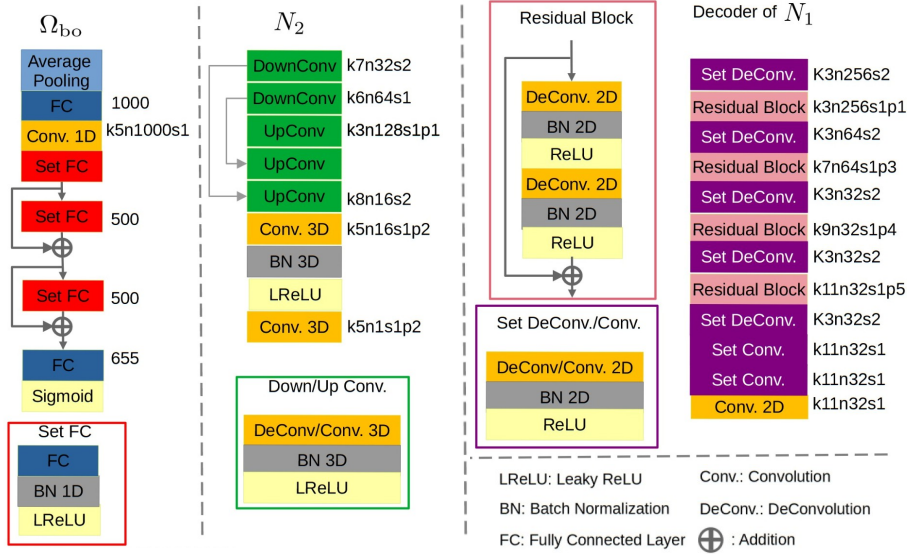 Ω_bo
Average
Pooling
FC
1000
Conv. 1D
k5n1000s1
Set FC
Set FC
500
Set FC
500
FC
655
Sigmoid
Set FC
FC
BN 1D
LReLU
N_2
DownConv
k7n32s2
DownConv
k6n64s1
UpConv
k3n128s1p1
UpConv
UpConv
k8n16s2
Conv. 3D
k5n16s1p2
BN 3D
LReLU
Conv. 3D
k5n1s1p2
Down/Up Conv.
DeConv/Conv. 3D
BN 3D
LReLU
Residual Block
DeConv. 2D
BN 2D
ReLU
DeConv. 2D
BN 2D
ReLU
Set DeConv./Conv.
DeConv/Conv. 2D
BN 2D
ReLU
Decoder of N_1
Set DeConv.
K3n256s2
Residual Block
k3n256s1p1
Set DeConv.
K3n64s2
Residual Block
k7n64s1p3
Set DeConv.
K3n32s2
Residual Block
k9n32s1p4
Set DeConv.
K3n32s2
Residual Block
k11n32s1p5
Set DeConv.
K3n32s2
Set Conv.
k11n32s1
Set Conv.
k11n32s1
Conv. 2D
k11n32s1
LReLU: Leaky ReLU
Conv.: Convolution
BN: Batch Normalization
DeConv.: DeConvolution
FC: Fully Connected Layer
: Addition